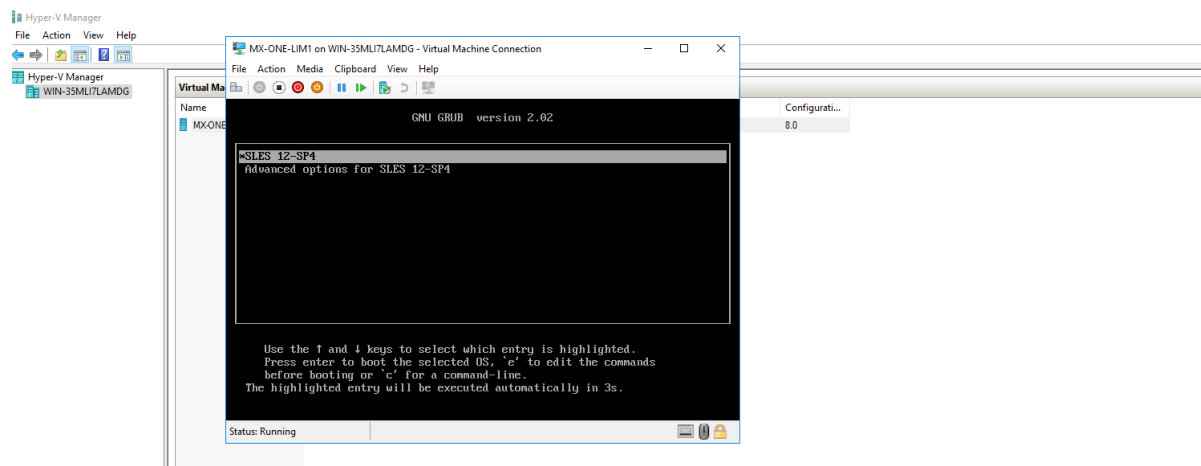 Hyper-V Manager
File Action View Help
Hyper-V Manager
WIN-35MLI7LAMDG
Virtual Ma
Name
Configurati...
MX-ONE
8.0
MX-ONE-LIM1 on WIN-35MLI7LAMDG - Virtual Machine Connection
File Action Media Clipboard View Help
GNU GRUB version 2.02
*SLES 12-SP4
Advanced options for SLES 12-SP4
Use the ↑ and ↓ keys to select which entry is highlighted.
Press enter to boot the selected OS, `e' to edit the commands
before booting or `c' for a command-line.
The highlighted entry will be executed automatically in 3s.
Status: Running